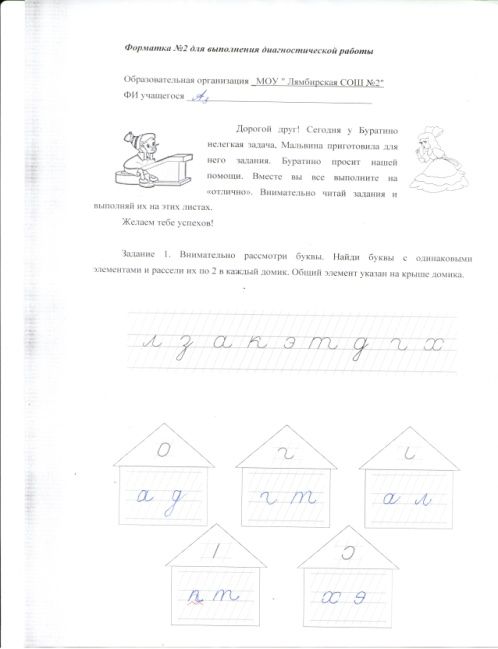 Форматка №2 для выполнения диагностической работы
Образовательная организация _МОУ " Лямбирская СОШ №2"
ФИ учащегося
Дорогой друг! Сегодня у Буратино
нелегкая задача. Мальвина приготовила для
него задания. Буратино просит нашей
помощи. Вместе вы все выполните на
«отлично». Внимательно читай задания и
выполняй их на этих листах.
Желаем тебе успехов!
Задание 1. Внимательно рассмотри буквы. Найди буквы с одинаковыми
элементами и рассели их по 2 в каждый домик. Общий элемент указан на крыше домика.
л з а к э т д г х
а д
г т
а л
т
х э